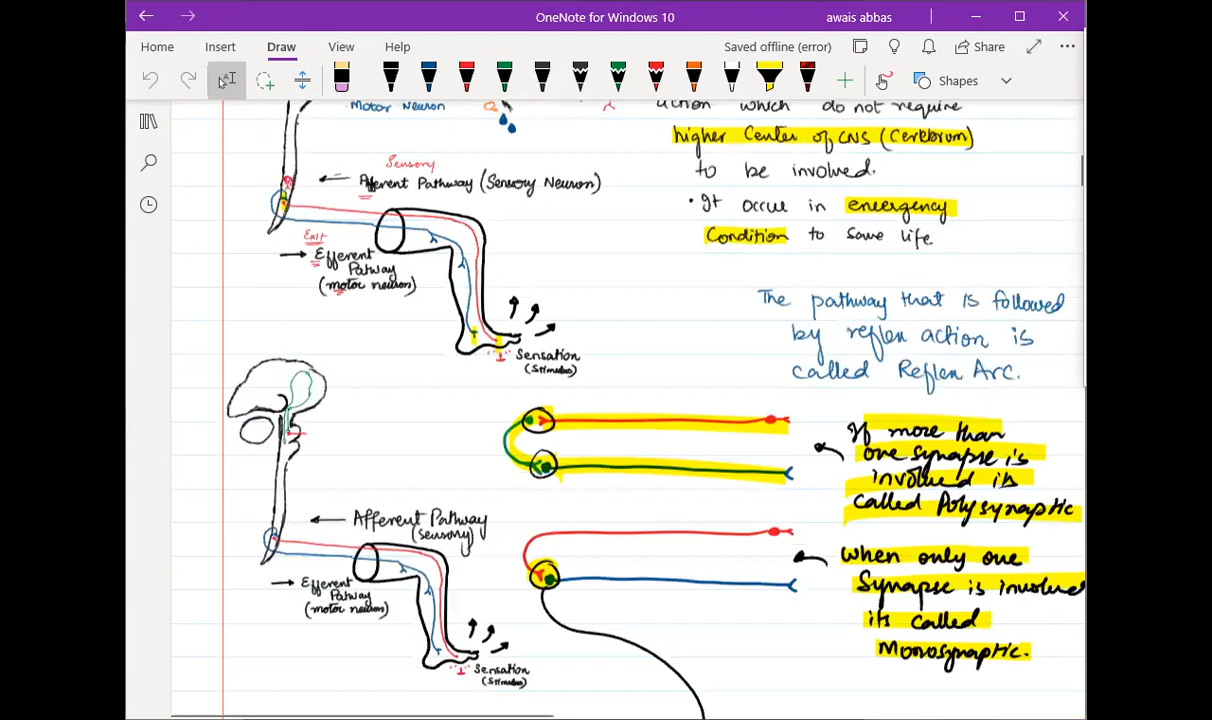 OneNote for Windows 10
awais abbas
Home
Insert
Draw
View
Help
Saved offline (error)
Share
Shapes
Motor Neuron
action which do not require
higher Center of CNS (Cerebrum)
to be involved.
• It occur in emergency
Condition to save life.
Sensory
Afferent Pathway (Sensory Neuron)
Exit
Efferent
Patway
(motor neuron)
Sensation
(Stimulus)
The pathway that is followed
by reflex action is
called Reflex Arc.
If more than
one synapse is
involved its
called Polysynaptic
Afferent Pathway
(sensory)
Efferent
Patway
(motor neuron)
Sensation
(Stimulus)
When only one
Synapse is involved
its called
Monosynaptic.